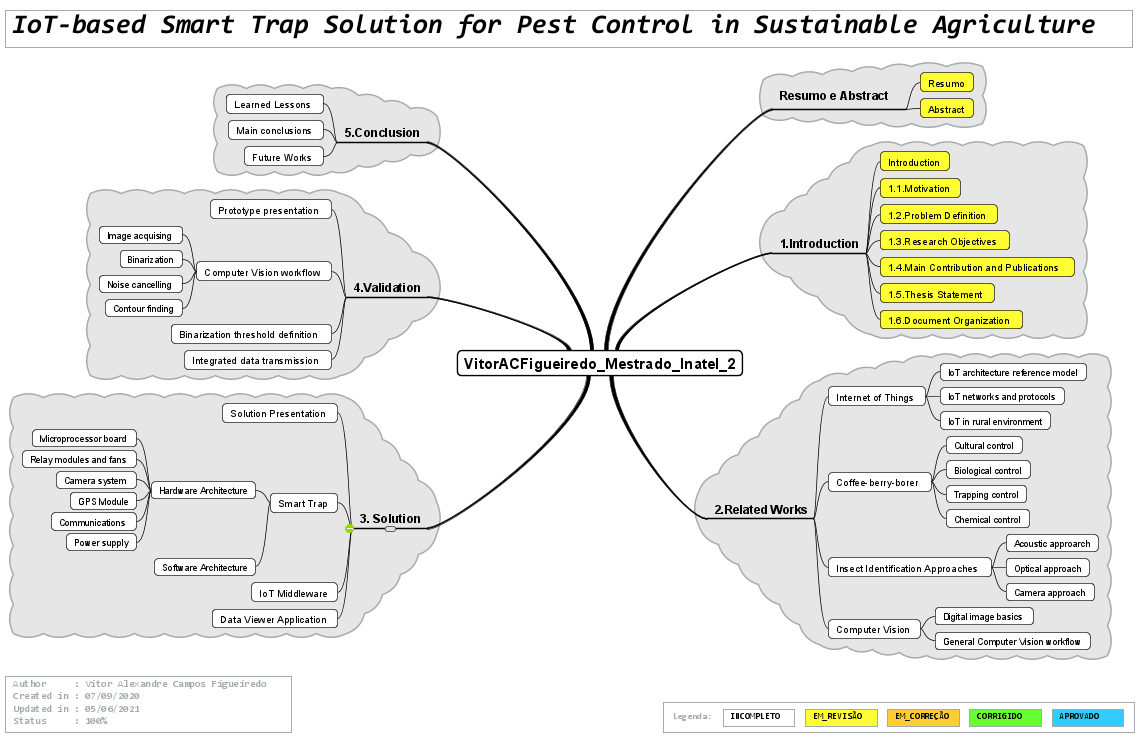 IoT-based Smart Trap Solution for Pest Control in Sustainable Agriculture
VitorACFigueiredo_Mestrado_Inatel_2
Resumo e Abstract
Resumo
Abstract
1.Introduction
Introduction
1.1.Motivation
1.2.Problem Definition
1.3.Research Objectives
1.4.Main Contribution and Publications
1.5.Thesis Statement
1.6.Document Organization
2.Related Works
Internet of Things
IoT architecture reference model
IoT networks and protocols
IoT in rural environment
Coffee-berry-borer
Cultural control
Biological control
Trapping control
Chemical control
Insect Identification Approaches
Acoustic approarch
Optical approach
Camera approach
Computer Vision
Digital image basics
General Computer Vision workflow
3. Solution
Solution Presentation
Smart Trap
Hardware Architecture
Microprocessor board
Relay modules and fans
Camera system
GPS Module
Communications
Power supply
Software Architecture
IoT Middleware
Data Viewer Application
4.Validation
Prototype presentation
Computer Vision workflow
Image acquising
Binarization
Noise cancelling
Contour finding
Binarization threshold definition
Integrated data transmission
5.Conclusion
Learned Lessons
Main conclusions
Future Works
Author : Vitor Alexandre Campos Figueiredo
Created in : 07/09/2020
Updated in : 05/06/2021
Status : 100%
Legenda: INCOMPLETO EM_REVISÃO EM_CORREÇÃO CORRIGIDO APROVADO